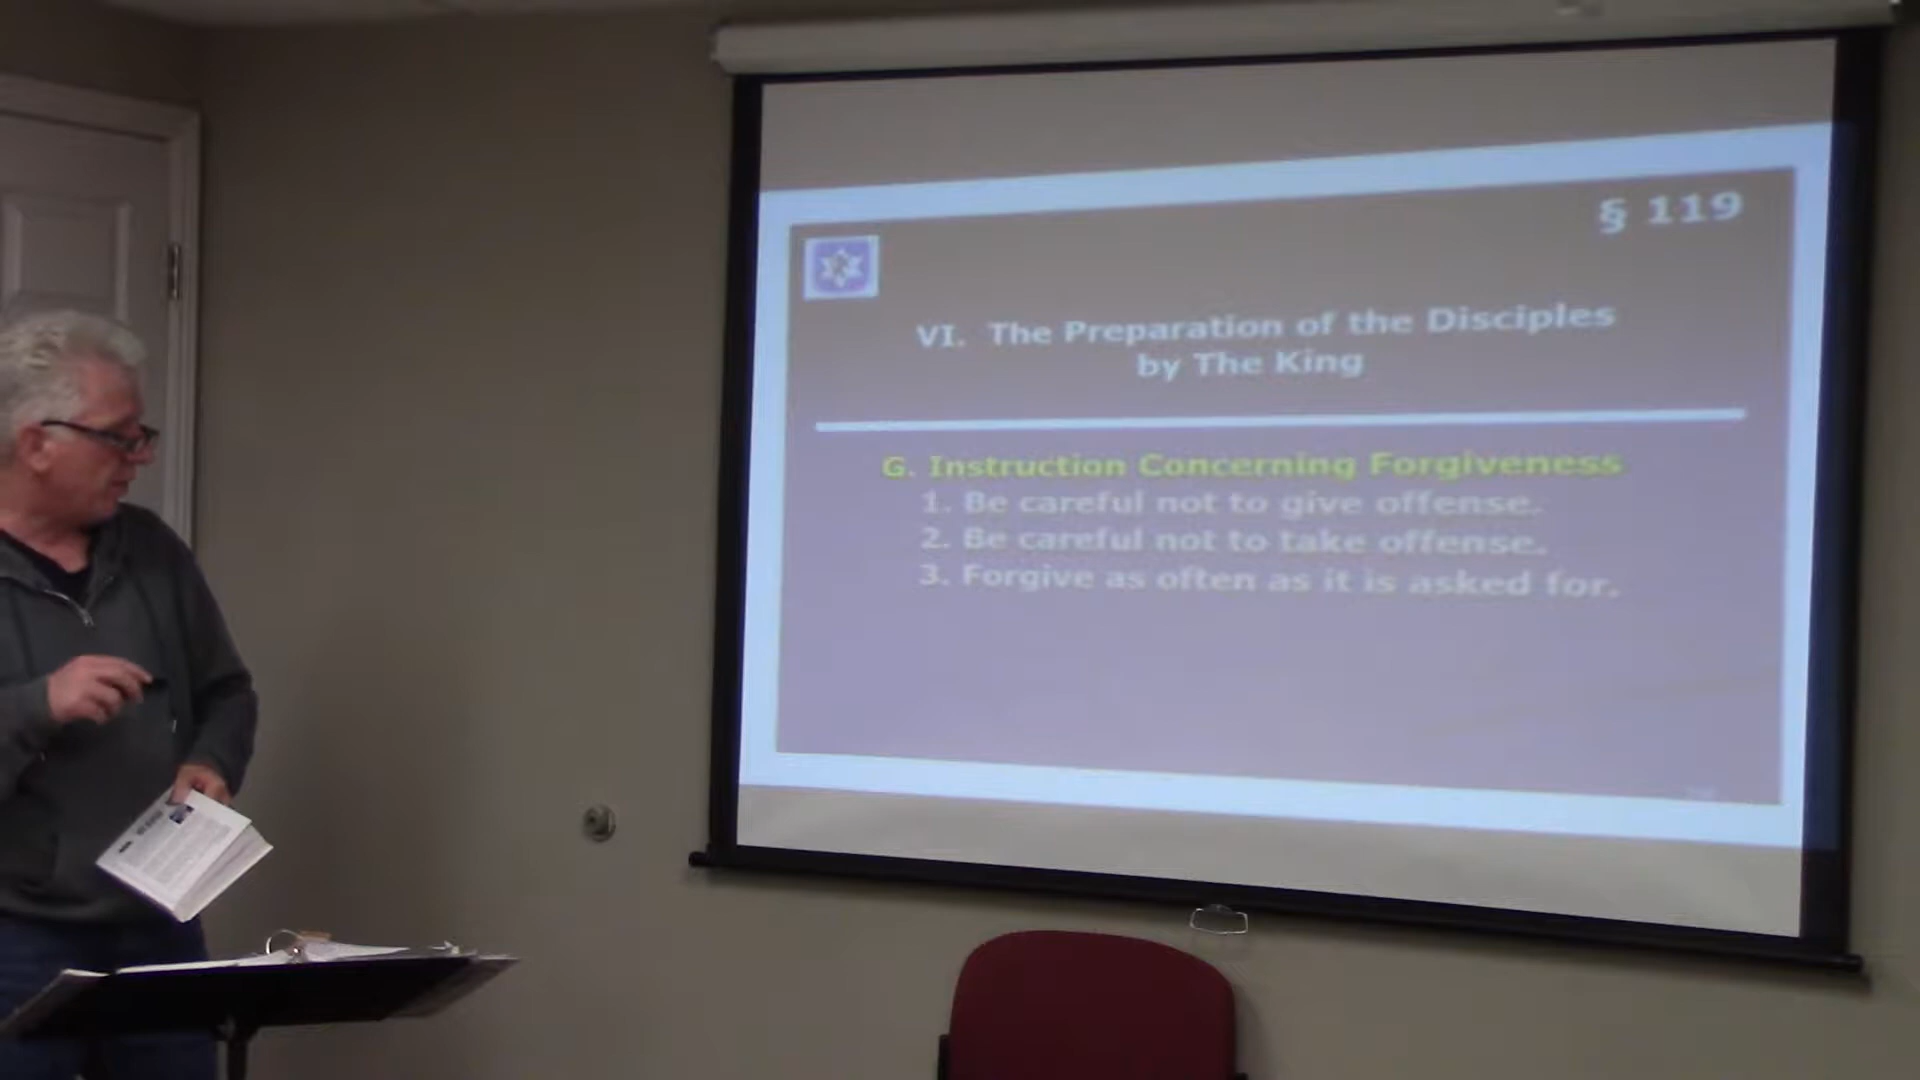 § 119
VI. The Preparation of the Disciples
by The King
G. Instruction Concerning Forgiveness
1. Be careful not to give offense.
2. Be careful not to take offense.
3. Forgive as often as it is asked for.